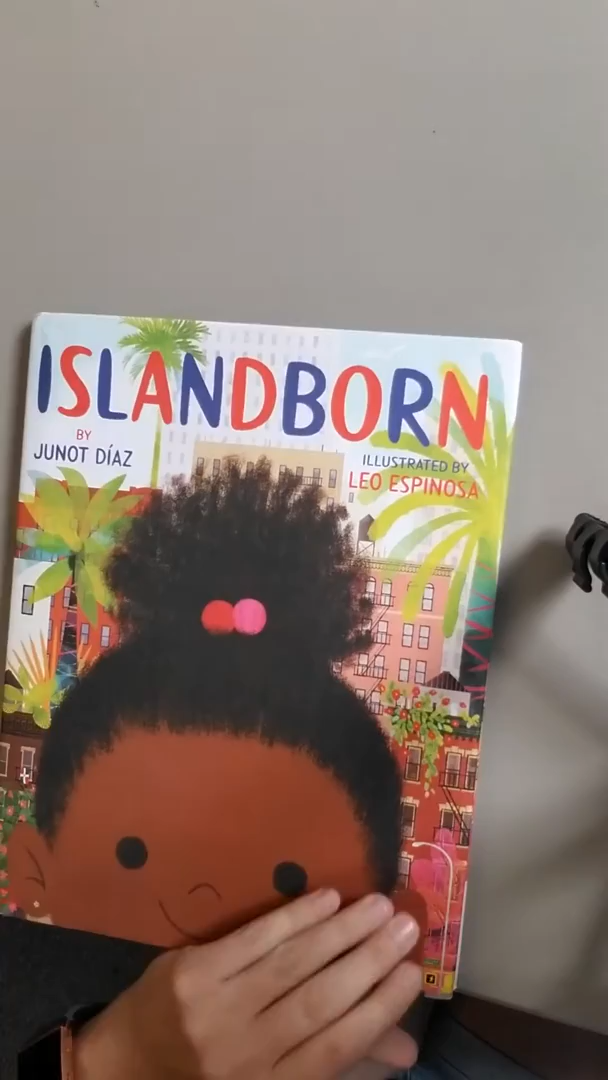 ISLANDBORN
BY
JUNOT DÍAZ
ILLUSTRATED BY
LEO ESPINOSA